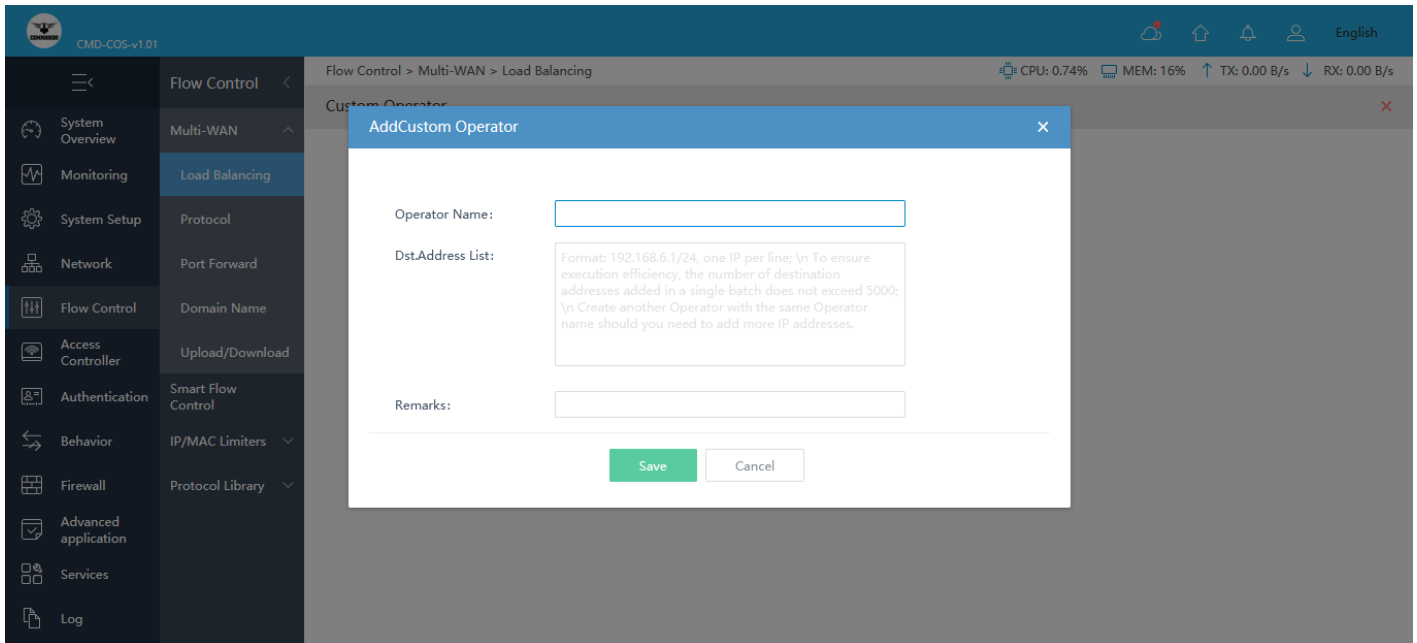 CMD-COS-v1.01
English
Flow Control
Flow Control > Multi-WAN > Load Balancing
CPU: 0.74%
MEM: 16%
TX: 0.00 B/s
RX: 0.00 B/s
Custom Operator
System
Overview
Monitoring
System Setup
Network
Flow Control
Access
Controller
Authentication
Behavior
Firewall
Advanced
application
Services
Log
Multi-WAN
Load Balancing
Protocol
Port Forward
Domain Name
Upload/Download
Smart Flow
Control
IP/MAC Limiters
Protocol Library
AddCustom Operator
Operator Name:
Dst.Address List:
Format: 192.168.6.1/24, one IP per line; \n To ensure
execution efficiency, the number of destination
addresses added in a single batch does not exceed 5000;
\n Create another Operator with the same Operator
name should you need to add more IP addresses.
Remarks:
Save
Cancel